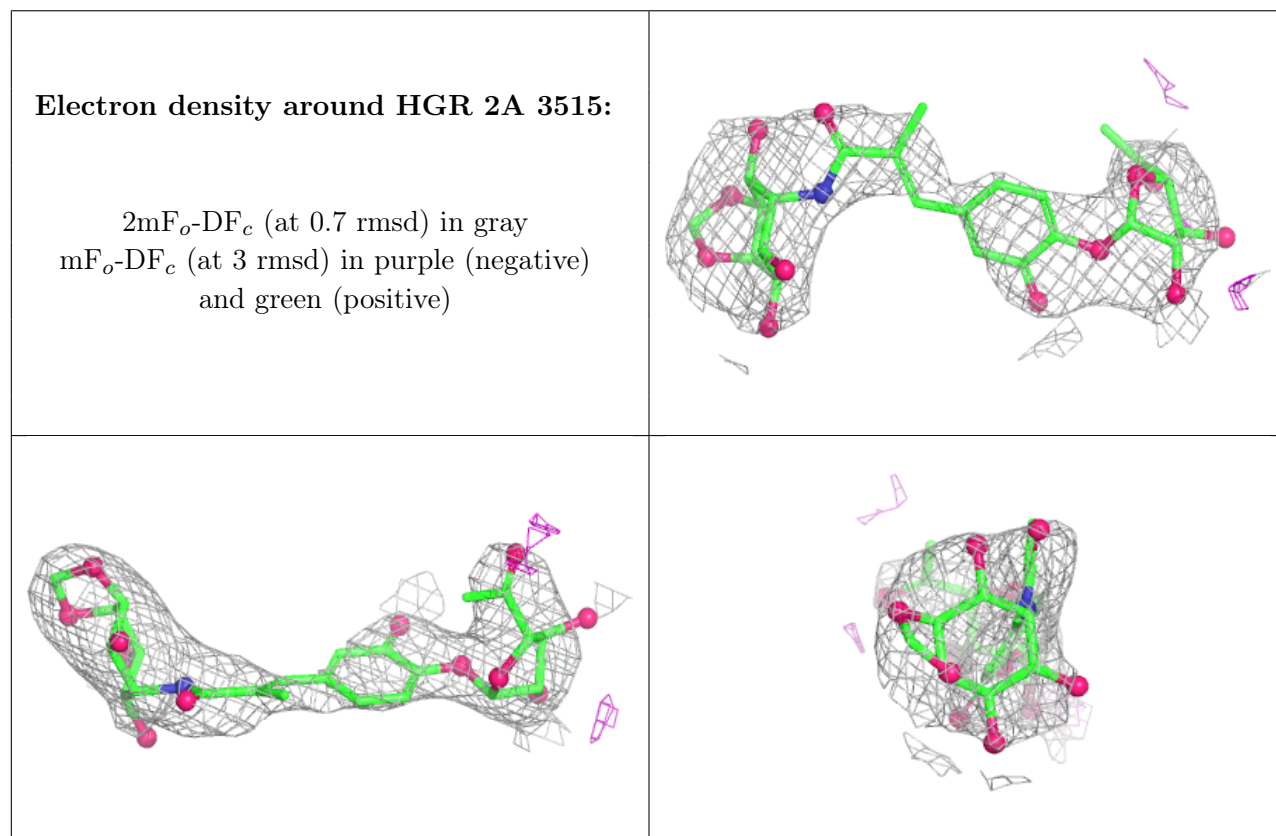 Electron density around HGR 2A 3515:
2mFo-DFc (at 0.7 rmsd) in gray
mFo-DFc (at 3 rmsd) in purple (negative)
and green (positive)